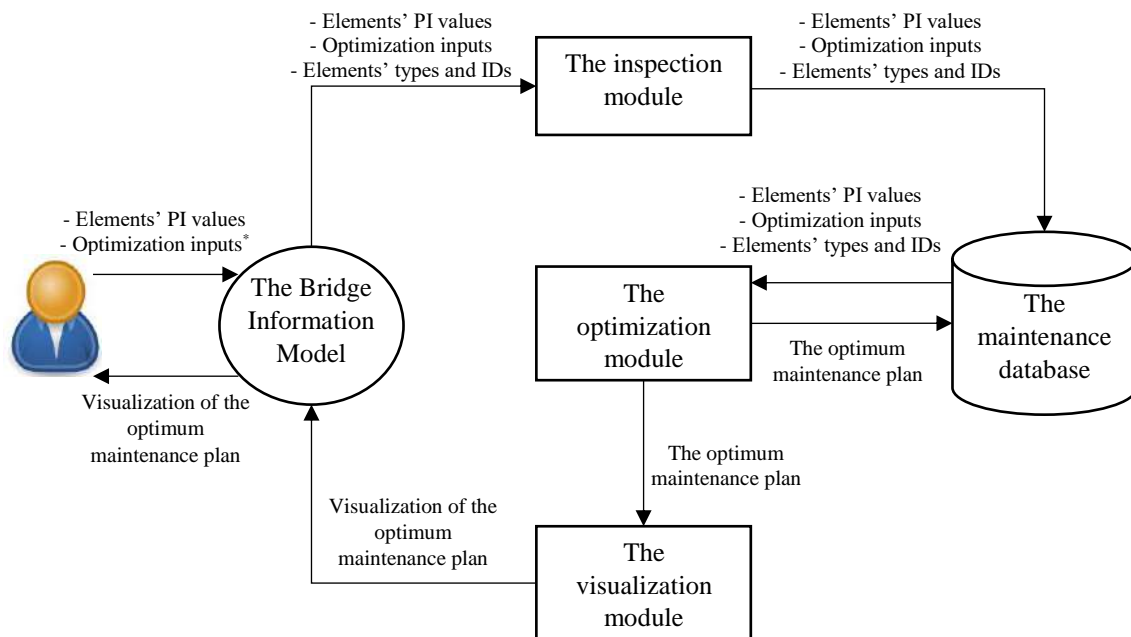 - Elements’ PI values
- Optimization inputs
- Elements’ types and IDs
The inspection
module
- Elements’ PI values
- Optimization inputs
- Elements’ types and IDs
- Elements’ PI values
- Optimization inputs*
The Bridge
Information
Model
Visualization of the
optimum
maintenance plan
- Elements’ PI values
- Optimization inputs
- Elements’ types and IDs
The
optimization
module
The
maintenance
database
The optimum
maintenance plan
The optimum
maintenance plan
Visualization of the
optimum
maintenance plan
The
visualization
module